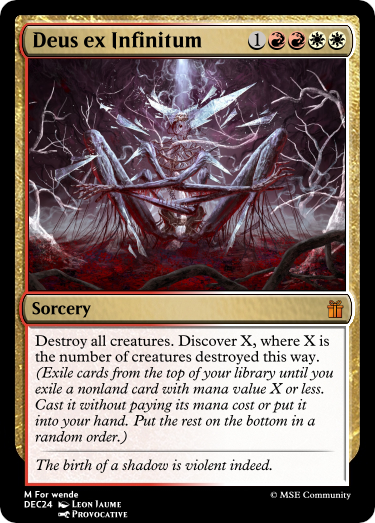 Deus ex Infinitum 1
Sorcery
Destroy all creatures. Discover X, where X is
the number of creatures destroyed this way.
(Exile cards from the top of your library until you
exile a nonland card with mana value X or less.
Cast it without paying its mana cost or put it
into your hand. Put the rest on the bottom in a
random order.)
The birth of a shadow is violent indeed.
M For wende
DEC24 Leon Jaume © MSE Community
Provocative